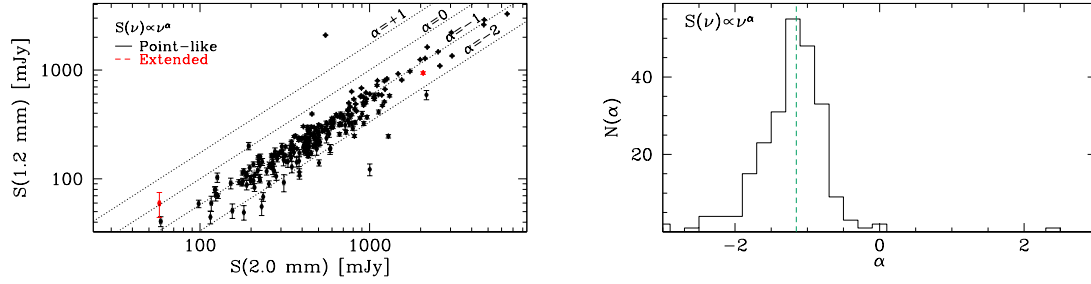 S(ν)∝ν^α
Point-like
Extended
α=+1
α=0
α=-1
α=-2
1000
100
S(1.2 mm) [mJy]
100 1000
S(2.0 mm) [mJy]
S(ν)∝ν^α
40
20
N(α)
-2 0 2
α